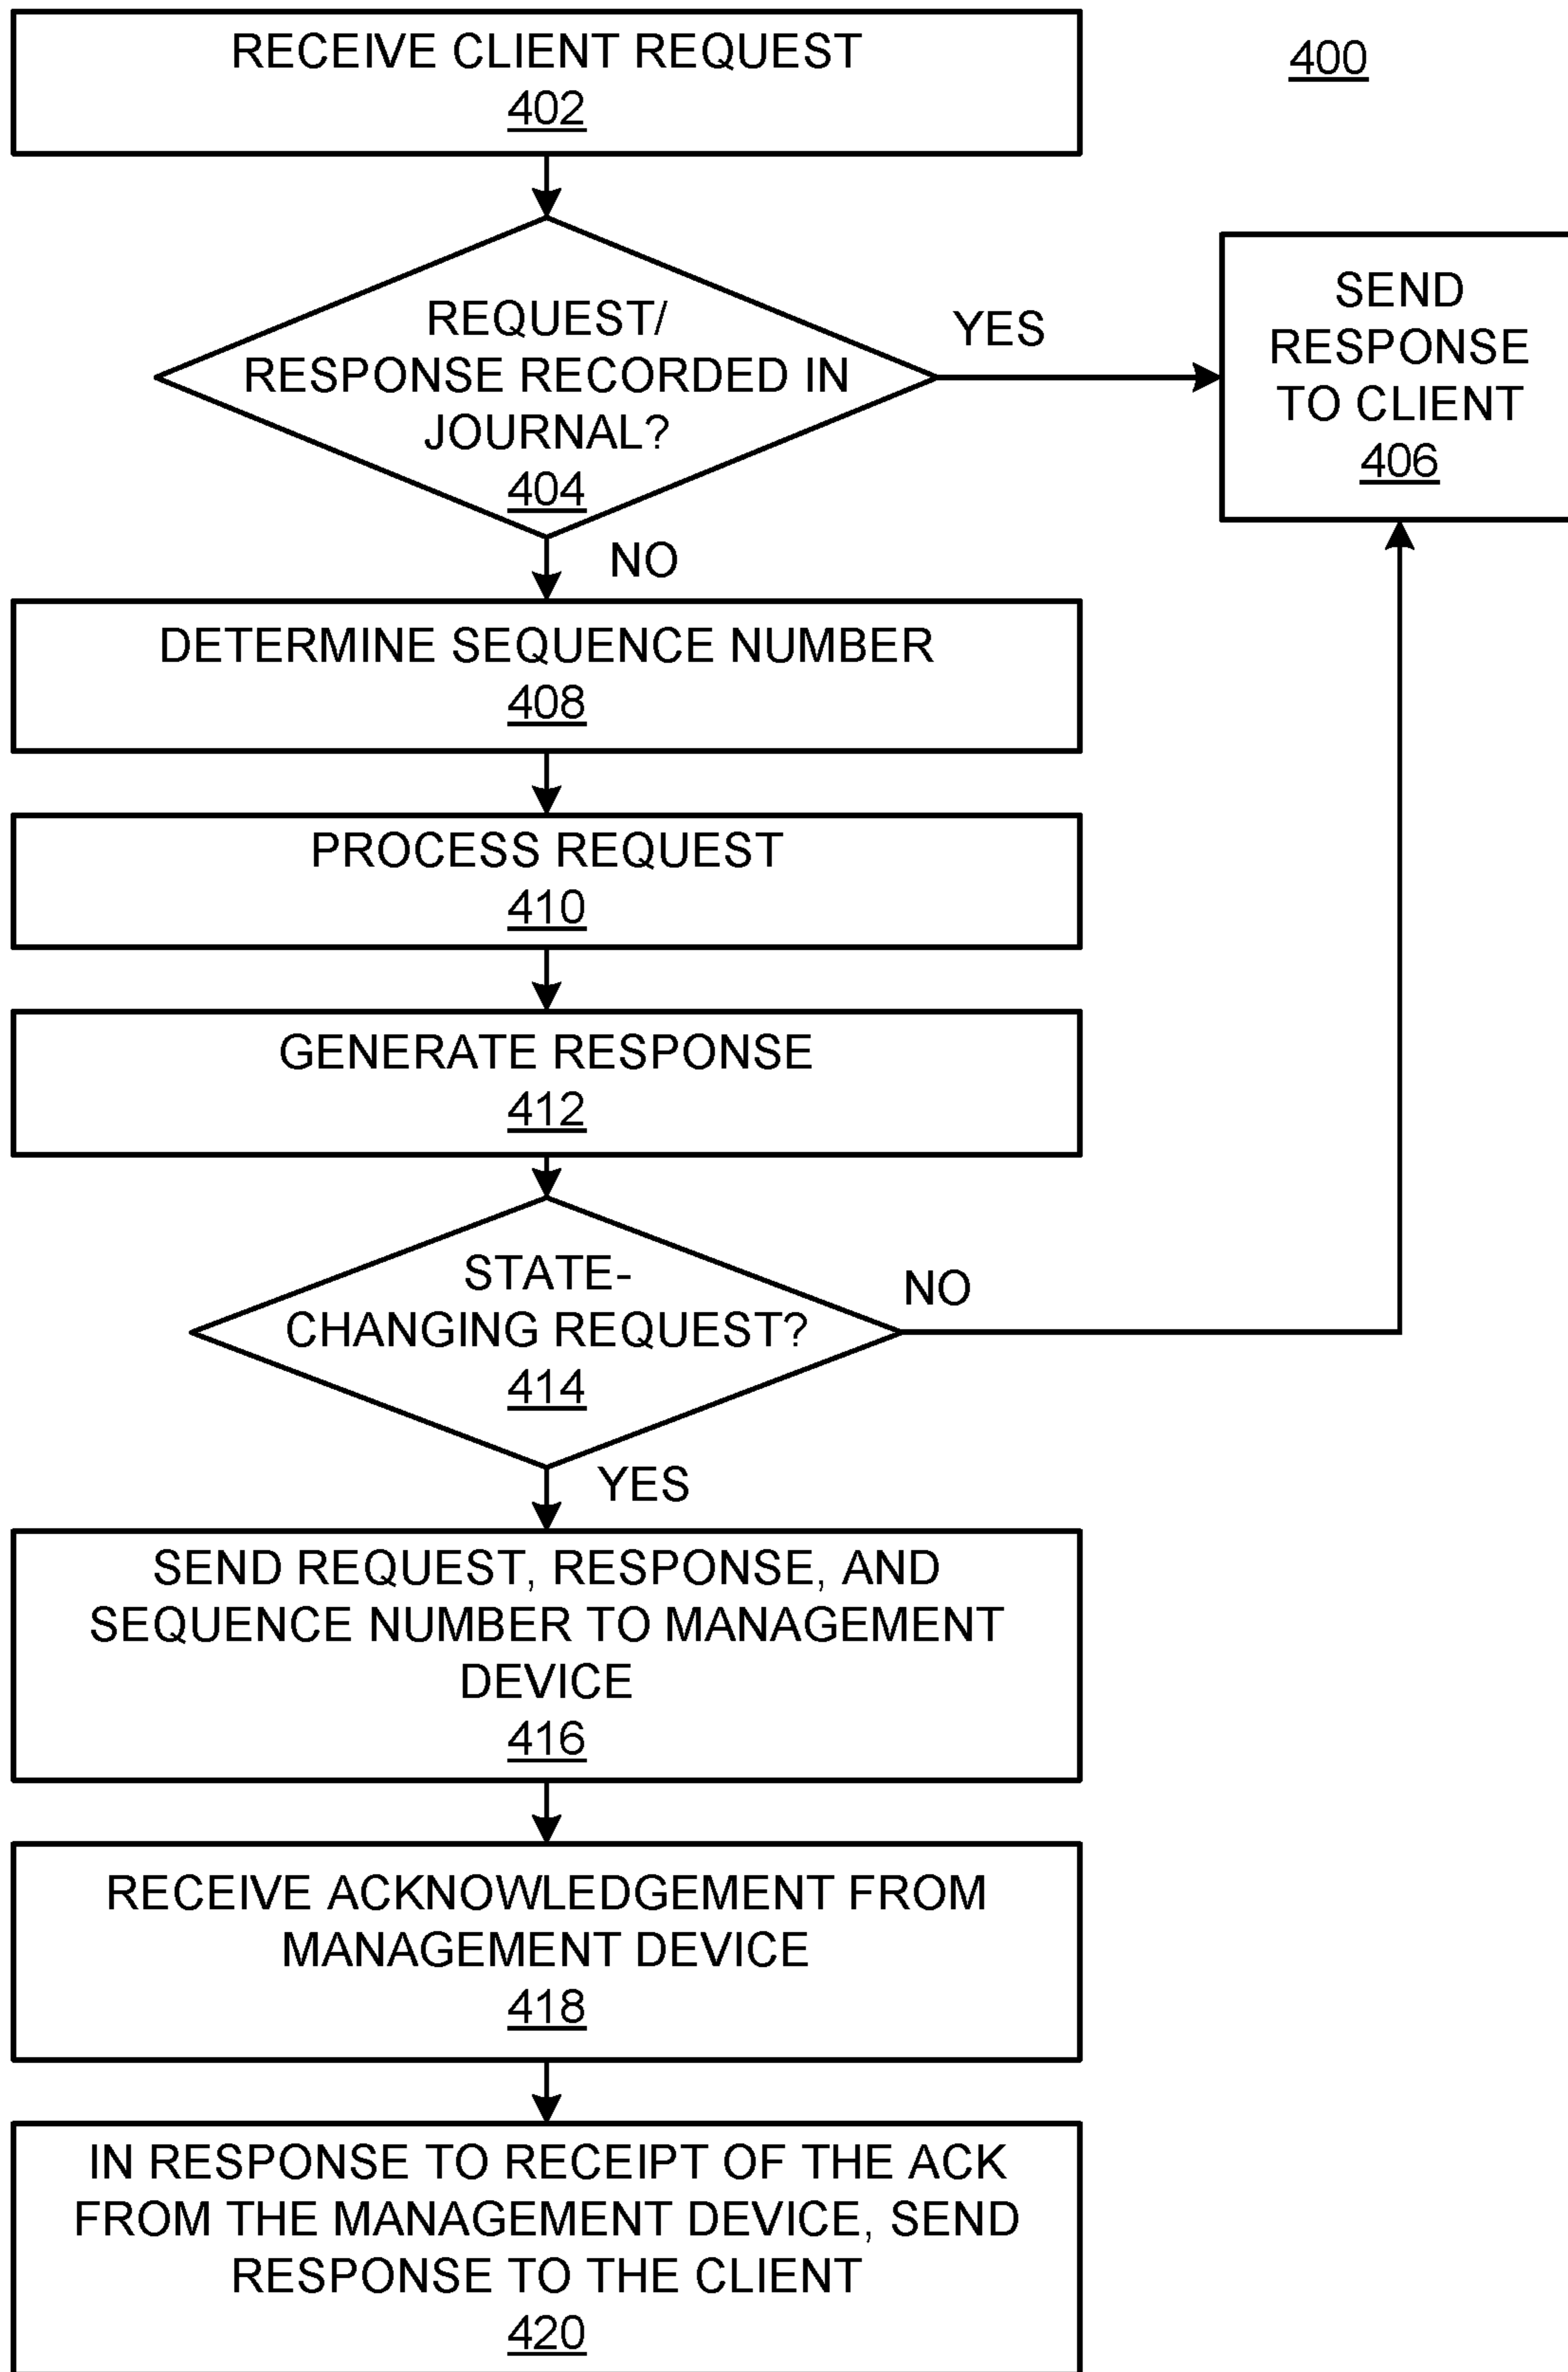 RECEIVE CLIENT REQUEST
402
400
REQUEST/
RESPONSE RECORDED IN
JOURNAL?
404
YES
SEND
RESPONSE
TO CLIENT
406
NO
DETERMINE SEQUENCE NUMBER
408
PROCESS REQUEST
410
GENERATE RESPONSE
412
STATE-
CHANGING REQUEST?
414
NO
YES
SEND REQUEST, RESPONSE, AND
SEQUENCE NUMBER TO MANAGEMENT
DEVICE
416
RECEIVE ACKNOWLEDGEMENT FROM
MANAGEMENT DEVICE
418
IN RESPONSE TO RECEIPT OF THE ACK
FROM THE MANAGEMENT DEVICE, SEND
RESPONSE TO THE CLIENT
420